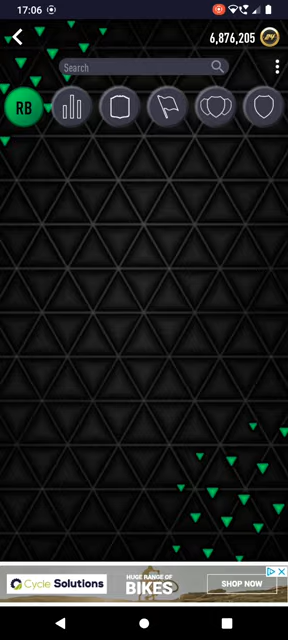 17:06
6,876,205
Search
RB
Cycle Solutions
HUGE RANGE OF
BIKES
SHOP NOW